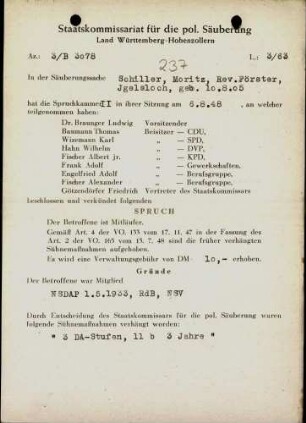 Staatskommissariat für die pol. Säuberung
Land Württemberg-Hohenzollern
Az.: 3/B 3078
L.: 3/63
237
In der Säuberungssache Schiller, Moritz, Rev.Förster,
Jgelsloch, geb. 10.8.05
hat die Spruchkammer II in ihrer Sitzung am 6.8.48 , an welcher
teilgenommen haben:
Dr. Beranger Ludwig Vorsitzender
Baumann Thomas Beisitzer — CDU,
Wizemann Karl „ — SPD,
Hahn Wilhelm „ — DVP,
Fischer Albert jr. „ — KPD,
Frank Adolf „ — Gewerkschaften,
Engelfried Adolf „ — Berufsgruppe,
Fischer Alexander „ — Berufsgruppe,
Götzendörfer Friedrich Vertreter des Staatskommissars
beschlossen und verkündet folgenden
SPRUCH
Der Betroffene ist Mitläufer.
Gemäß Art. 4 der VO. 133 vom 17. 11. 47 in der Fassung des
Art. 2 der VO. 165 vom 13. 7. 48 sind die früher verhängten
Sühnemaßnahmen aufgehoben.
Es wird eine Verwaltungsgebühr von DM 10,- erhoben.
Gründe
Der Betroffene war Mitglied
NSDAP 1.5.1933, RdB, NSV
Durch Entscheidung des Staatskommissars für die pol. Säuberung waren
folgende Sühnemaßnahmen verhängt worden:
" 3 DA-Stufen, 11 b 3 Jahre "